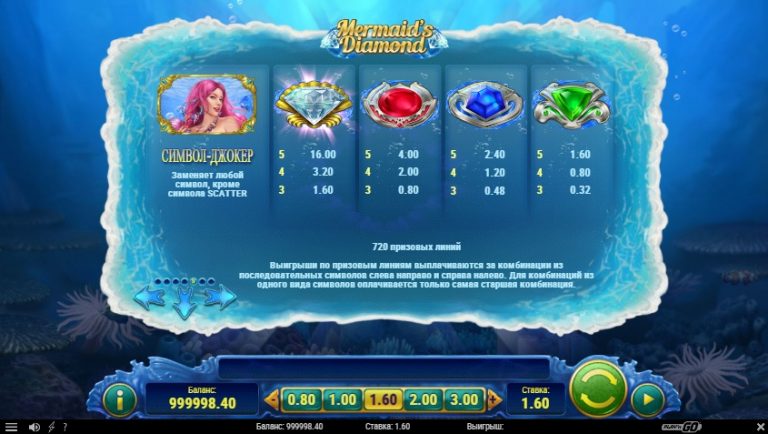 Mermaid's
Diamond
СИМВОЛ-ДЖОКЕР
Заменяет любой
символ, кроме
символа SCATTER
5 16.00
4 3.20
3 1.60
5 4.00
4 2.00
3 0.80
5 2.40
4 1.20
3 0.48
5 1.60
4 0.80
3 0.32
720 призовых линий
Выигрыши по призовым линиям выплачиваются за комбинации из
последовательных символов слева направо и справа налево. Для комбинаций из
одного вида символов оплачивается только самая старшая комбинация.
Баланс:
999998.40
0.80 1.00 1.60 2.00 3.00 +
Ставка:
1.60
? Баланс: 999998.40 Ставка: 1.60 Выигрыш: PLAY'N GO